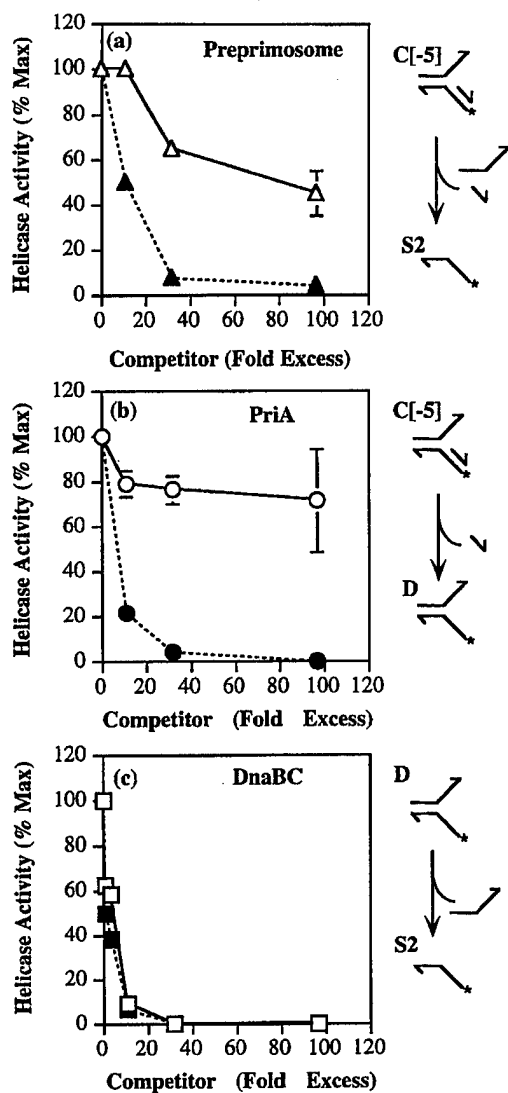 (a) Preprimosome
Helicase Activity (% Max)
120
100
80
60
40
20
0
0 20 40 60 80 100 120
Competitor (Fold Excess)
C[-5]
*
S2
*
(b) PriA
Helicase Activity (% Max)
120
100
80
60
40
20
0
0 20 40 60 80 100 120
Competitor (Fold Excess)
C[-5]
*
D
*
(c) DnaBC
Helicase Activity (% Max)
120
100
80
60
40
20
0
0 20 40 60 80 100 120
Competitor (Fold Excess)
D
*
S2
*